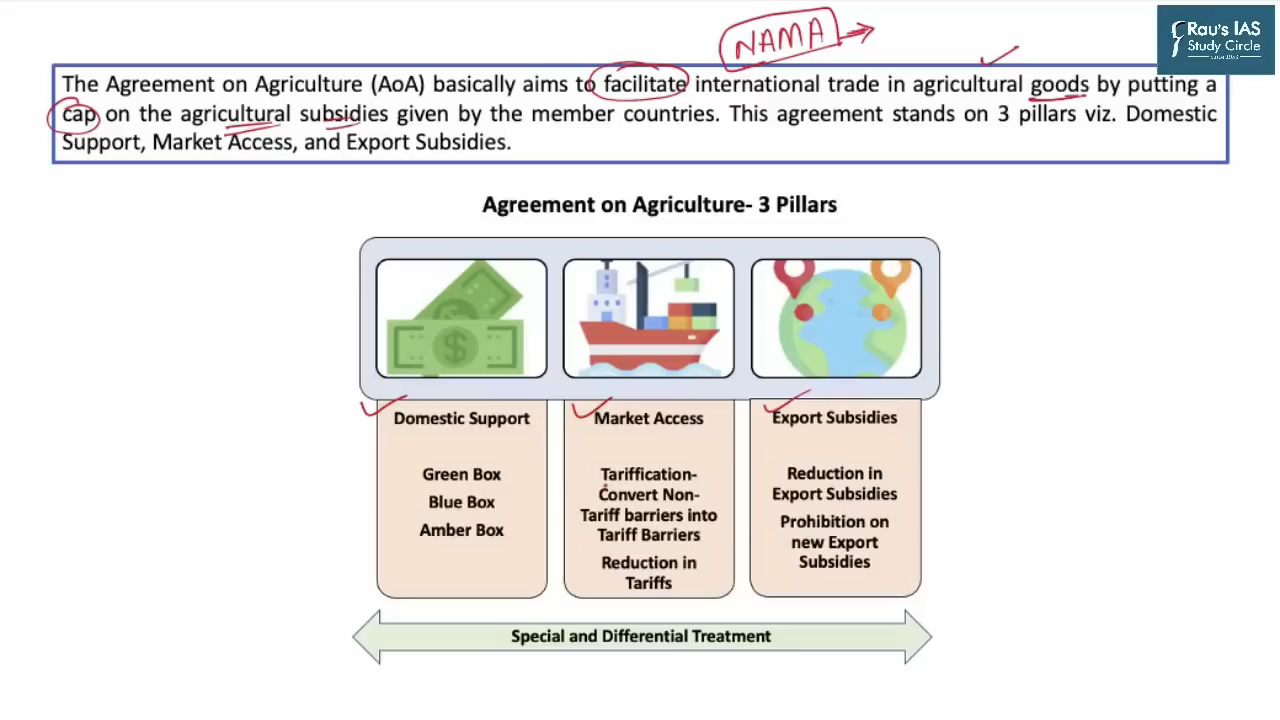 NAMA
Rau's IAS
Study Circle
since 1953
The Agreement on Agriculture (AoA) basically aims to facilitate international trade in agricultural goods by putting a
cap on the agricultural subsidies given by the member countries. This agreement stands on 3 pillars viz. Domestic
Support, Market Access, and Export Subsidies.
Agreement on Agriculture- 3 Pillars
Domestic Support
Green Box
Blue Box
Amber Box
Market Access
Tariffication-
Convert Non-
Tariff barriers into
Tariff Barriers
Reduction in
Tariffs
Export Subsidies
Reduction in
Export Subsidies
Prohibition on
new Export
Subsidies
Special and Differential Treatment